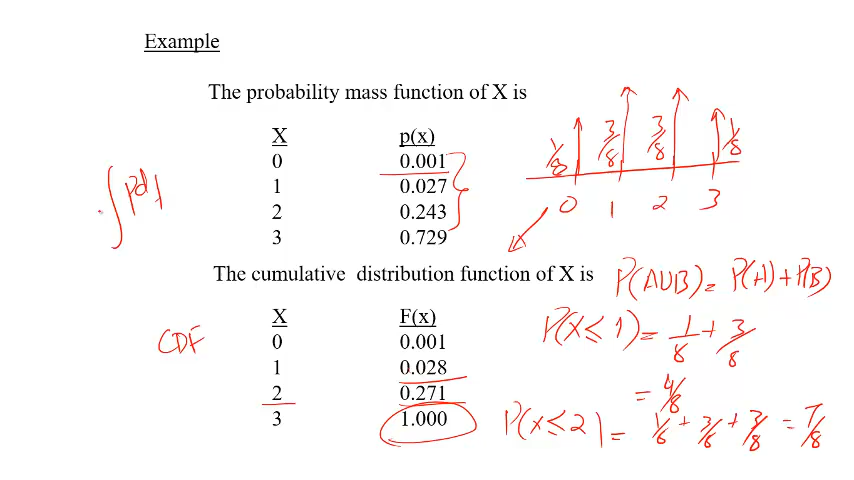 Example
The probability mass function of X is
X p(x)
0 0.001
1 0.027
2 0.243
3 0.729
1/8 3/8 3/8 1/8
0 1 2 3
The cumulative distribution function of X is
P(A∪B) = P(A) + P(B)
CDF
X F(x)
0 0.001
1 0.028
2 0.271
3 1.000
P(X ≤ 1) = 1/8 + 3/8
= 4/8
P(X ≤ 2) = 1/8 + 3/8 + 3/8 = 7/8